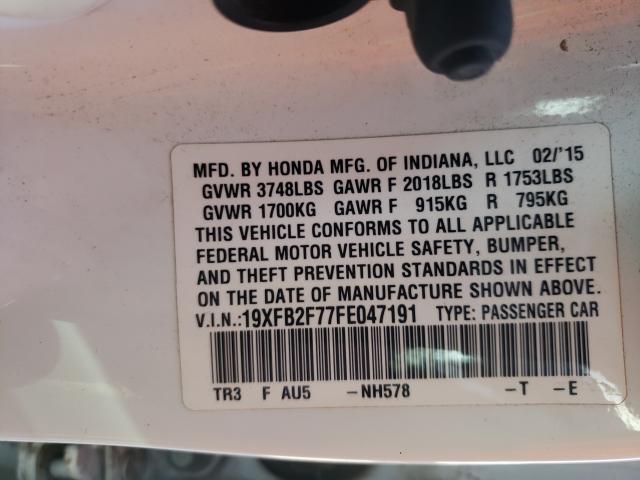 MFD. BY HONDA MFG. OF INDIANA, LLC 02/'15
GVWR 3748LBS GAWR F 2018LBS R 1753LBS
GVWR 1700KG GAWR F 915KG R 795KG
THIS VEHICLE CONFORMS TO ALL APPLICABLE
FEDERAL MOTOR VEHICLE SAFETY, BUMPER,
AND THEFT PREVENTION STANDARDS IN EFFECT
ON THE DATE OF MANUFACTURE SHOWN ABOVE.
V.I.N.:19XFB2F77FE047191 TYPE: PASSENGER CAR
TR3 F AU5 -NH578 -T -E